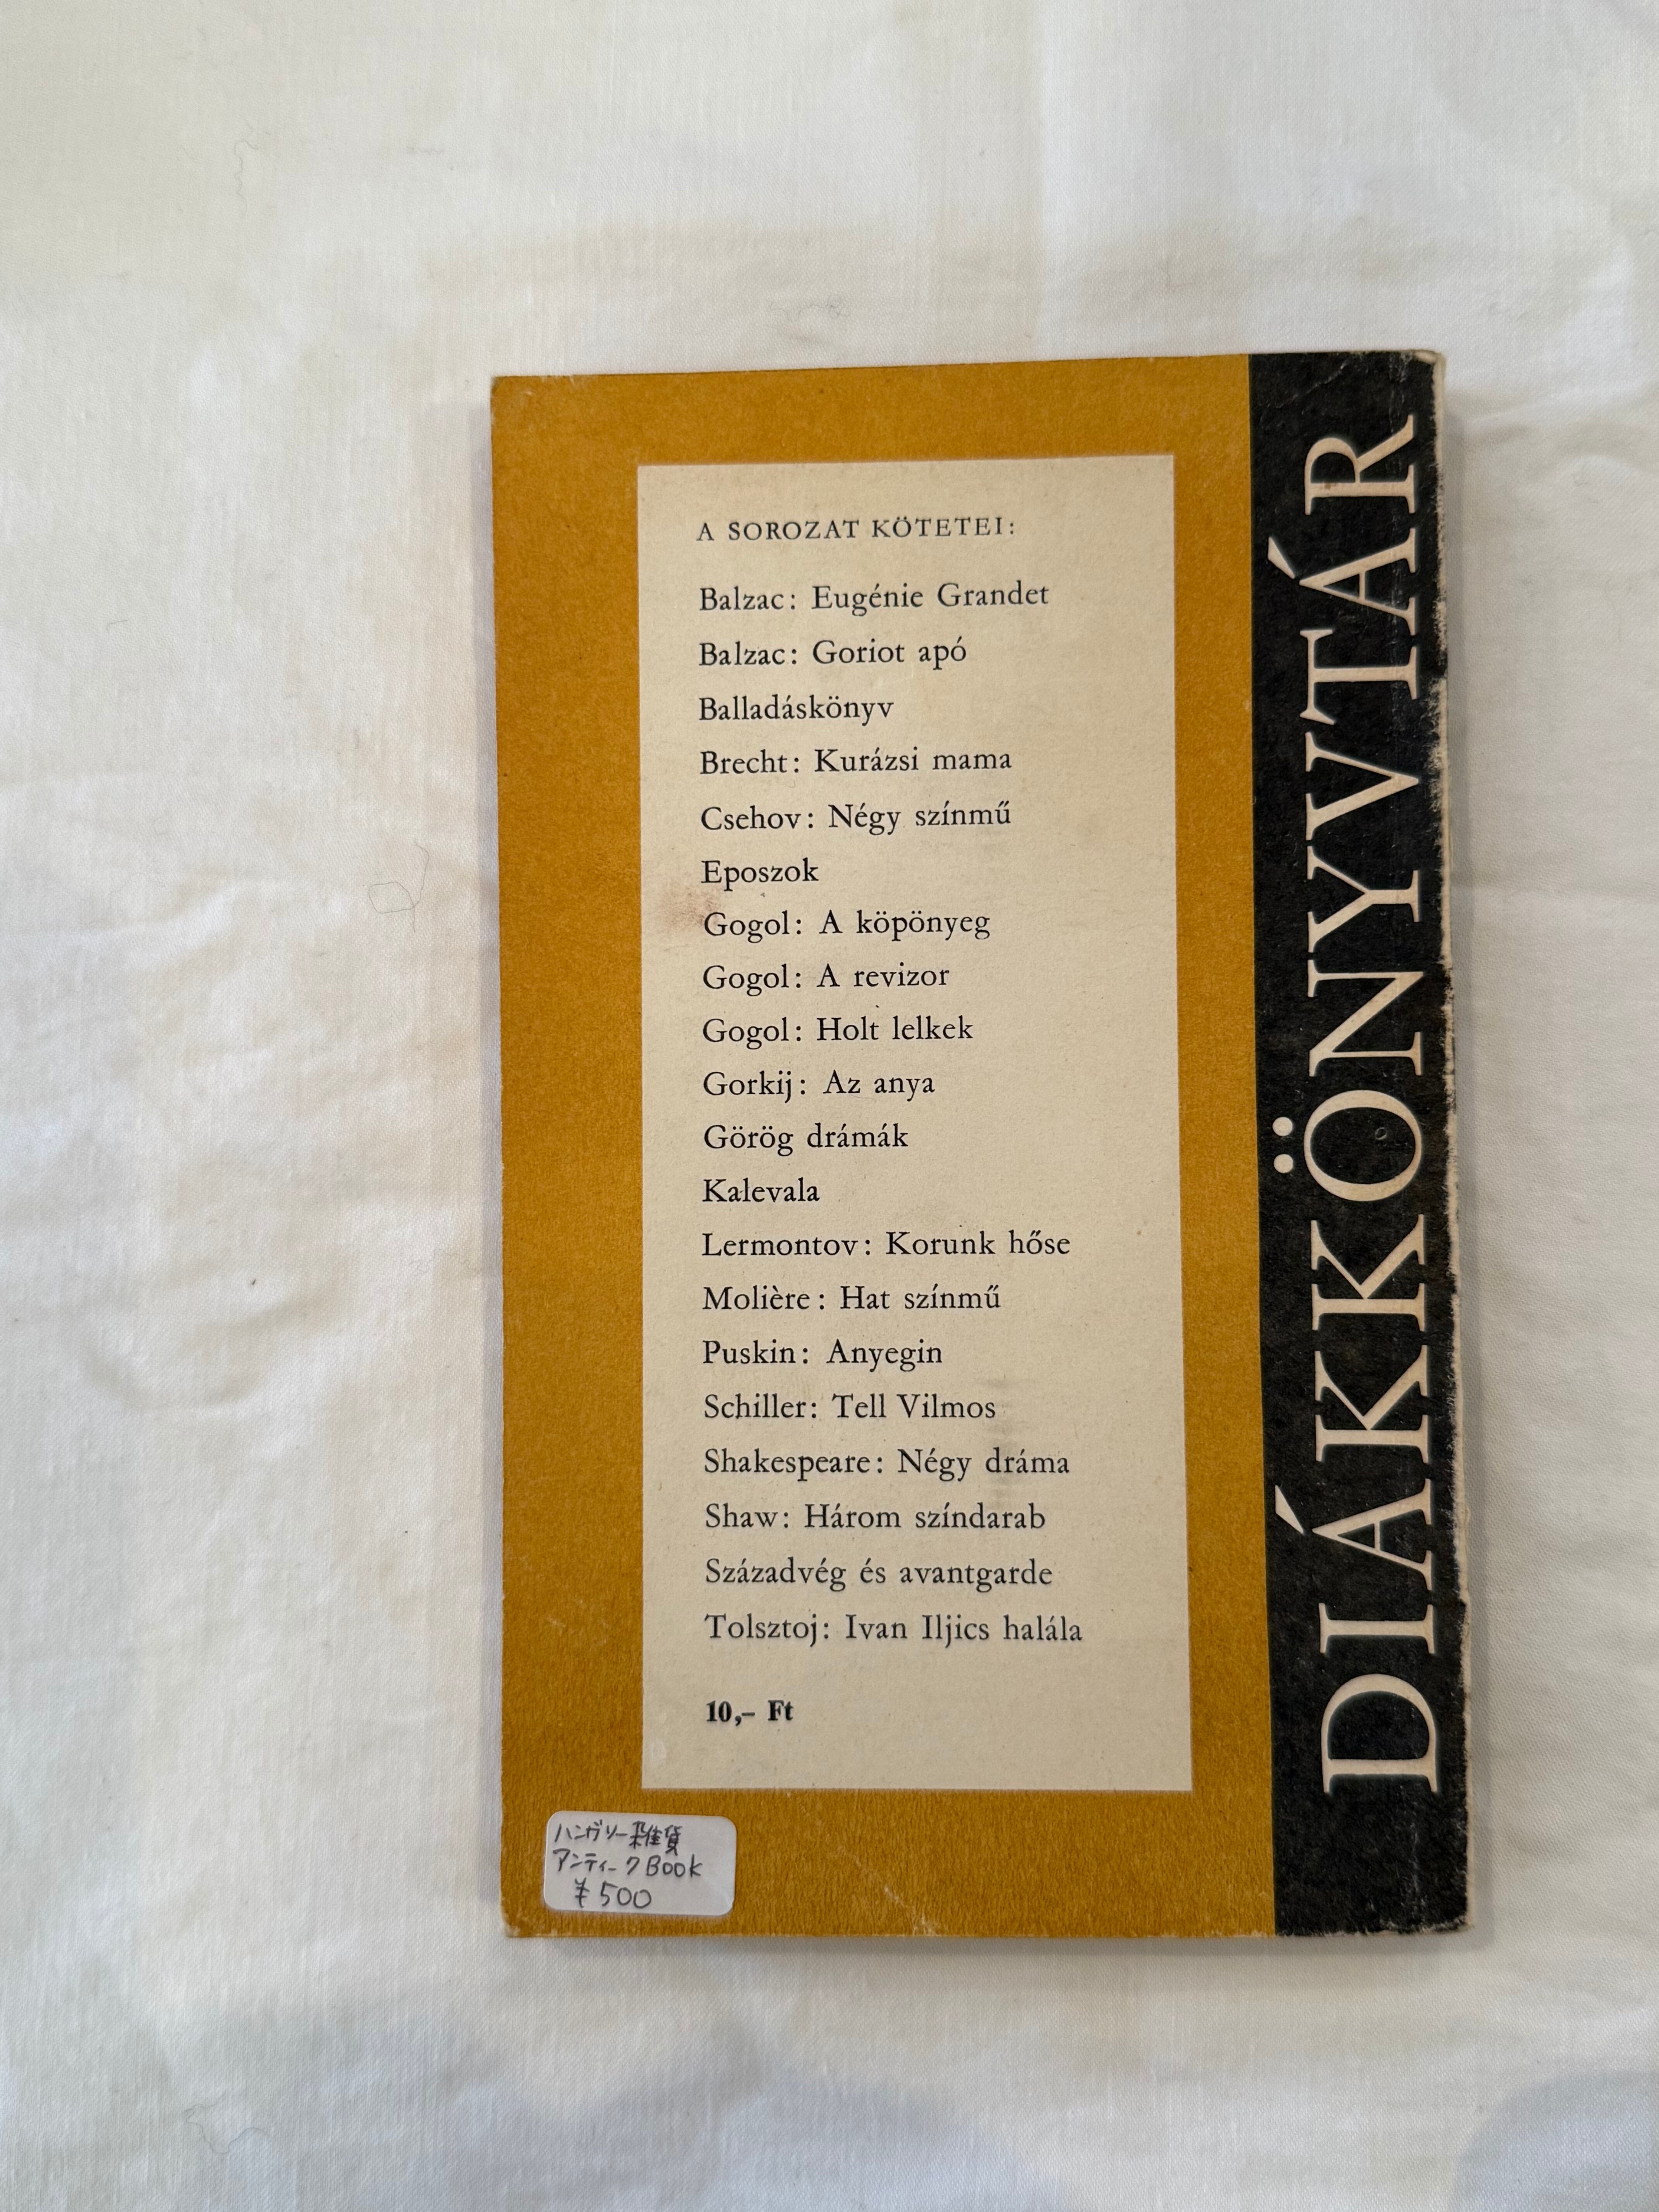 A SOROZAT KÖTETEI:
Balzac: Eugénie Grandet
Balzac: Goriot apó
Balladáskönyv
Brecht: Kurázsi mama
Csehov: Négy színmű
Eposzok
Gogol: A köpönyeg
Gogol: A revizor
Gogol: Holt lelkek
Gorkij: Az anya
Görög drámák
Kalevala
Lermontov: Korunk hőse
Molière: Hat színmű
Puskin: Anyegin
Schiller: Tell Vilmos
Shakespeare: Négy dráma
Shaw: Három színdarab
Századvég és avantgarde
Tolsztoj: Ivan Iljics halála
10,– Ft
DIÁKKÖNYVTÁR
ハンガリー雑貨
アンティークBook
¥500